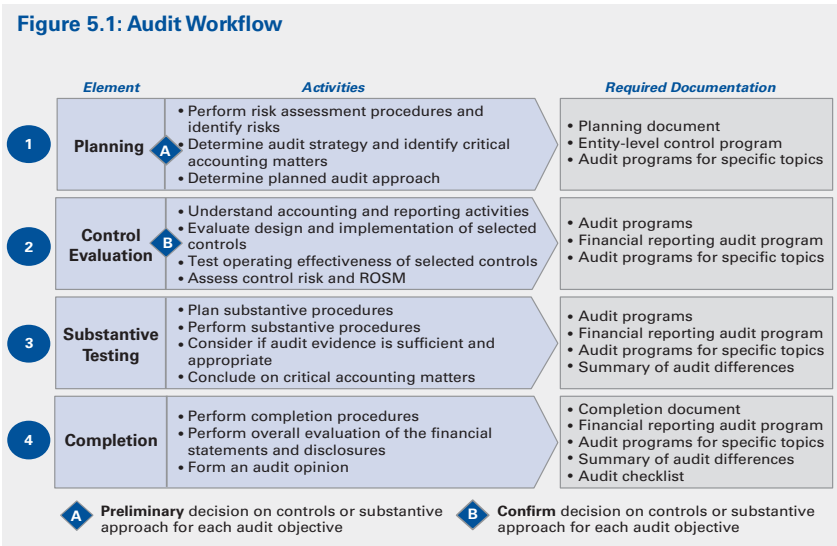 Figure 5.1: Audit Workflow
Element
Activities
Required Documentation
1
Planning
A
• Perform risk assessment procedures and
identify risks
• Determine audit strategy and identify critical
accounting matters
• Determine planned audit approach
• Planning document
• Entity-level control program
• Audit programs for specific topics
2
Control
Evaluation
B
• Understand accounting and reporting activities
• Evaluate design and implementation of selected
controls
• Test operating effectiveness of selected controls
• Assess control risk and ROSM
• Audit programs
• Financial reporting audit program
• Audit programs for specific topics
3
Substantive
Testing
• Plan substantive procedures
• Perform substantive procedures
• Consider if audit evidence is sufficient and
appropriate
• Conclude on critical accounting matters
• Audit programs
• Financial reporting audit program
• Audit programs for specific topics
• Summary of audit differences
4
Completion
• Perform completion procedures
• Perform overall evaluation of the financial
statements and disclosures
• Form an audit opinion
• Completion document
• Financial reporting audit program
• Audit programs for specific topics
• Summary of audit differences
• Audit checklist
A
Preliminary decision on controls or substantive
approach for each audit objective
B
Confirm decision on controls or substantive
approach for each audit objective